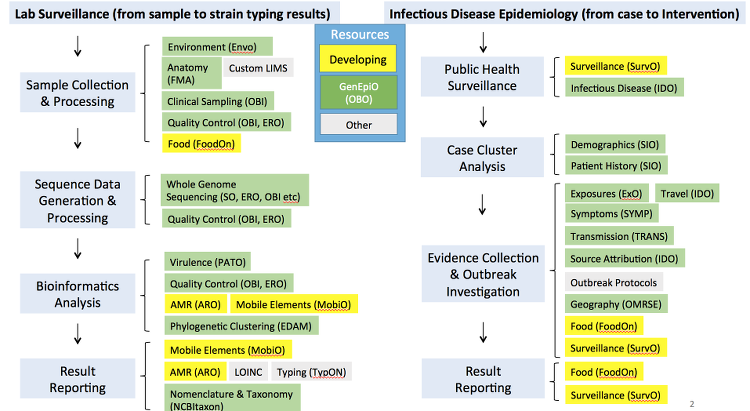 Lab Surveillance (from sample to strain typing results)
Infectious Disease Epidemiology (from case to Intervention)
Resources
Developing
GenEpiO
(OBO)
Other
Sample Collection
& Processing
Environment (Envo)
Anatomy
(FMA)
Custom LIMS
Clinical Sampling (OBI)
Quality Control (OBI, ERO)
Food (FoodOn)
Sequence Data
Generation &
Processing
Whole Genome
Sequencing (SO, ERO, OBI etc)
Quality Control (OBI, ERO)
Bioinformatics
Analysis
Virulence (PATO)
Quality Control (OBI, ERO)
AMR (ARO)
Mobile Elements (MobiO)
Phylogenetic Clustering (EDAM)
Result
Reporting
Mobile Elements (MobiO)
AMR (ARO)
LOINC
Typing (TypON)
Nomenclature & Taxonomy
(NCBItaxon)
Public Health
Surveillance
Surveillance (SurvO)
Infectious Disease (IDO)
Case Cluster
Analysis
Demographics (SIO)
Patient History (SIO)
Evidence Collection
& Outbreak
Investigation
Exposures (ExO)
Travel (IDO)
Symptoms (SYMP)
Transmission (TRANS)
Source Attribution (IDO)
Outbreak Protocols
Geography (OMRSE)
Food (FoodOn)
Surveillance (SurvO)
Result
Reporting
Food (FoodOn)
Surveillance (SurvO)
2